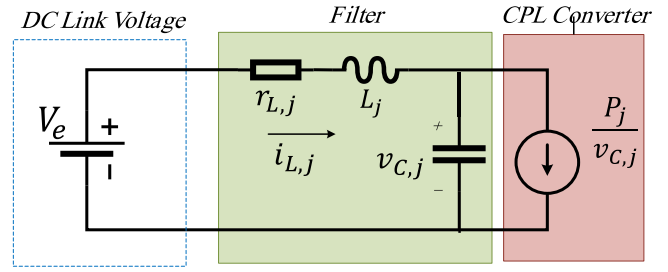 DC Link Voltage
Filter
CPL Converter
V_e
+
−
r_{L,j}
L_j
i_{L,j}
+
v_{C,j}
−
P_j
v_{C,j}